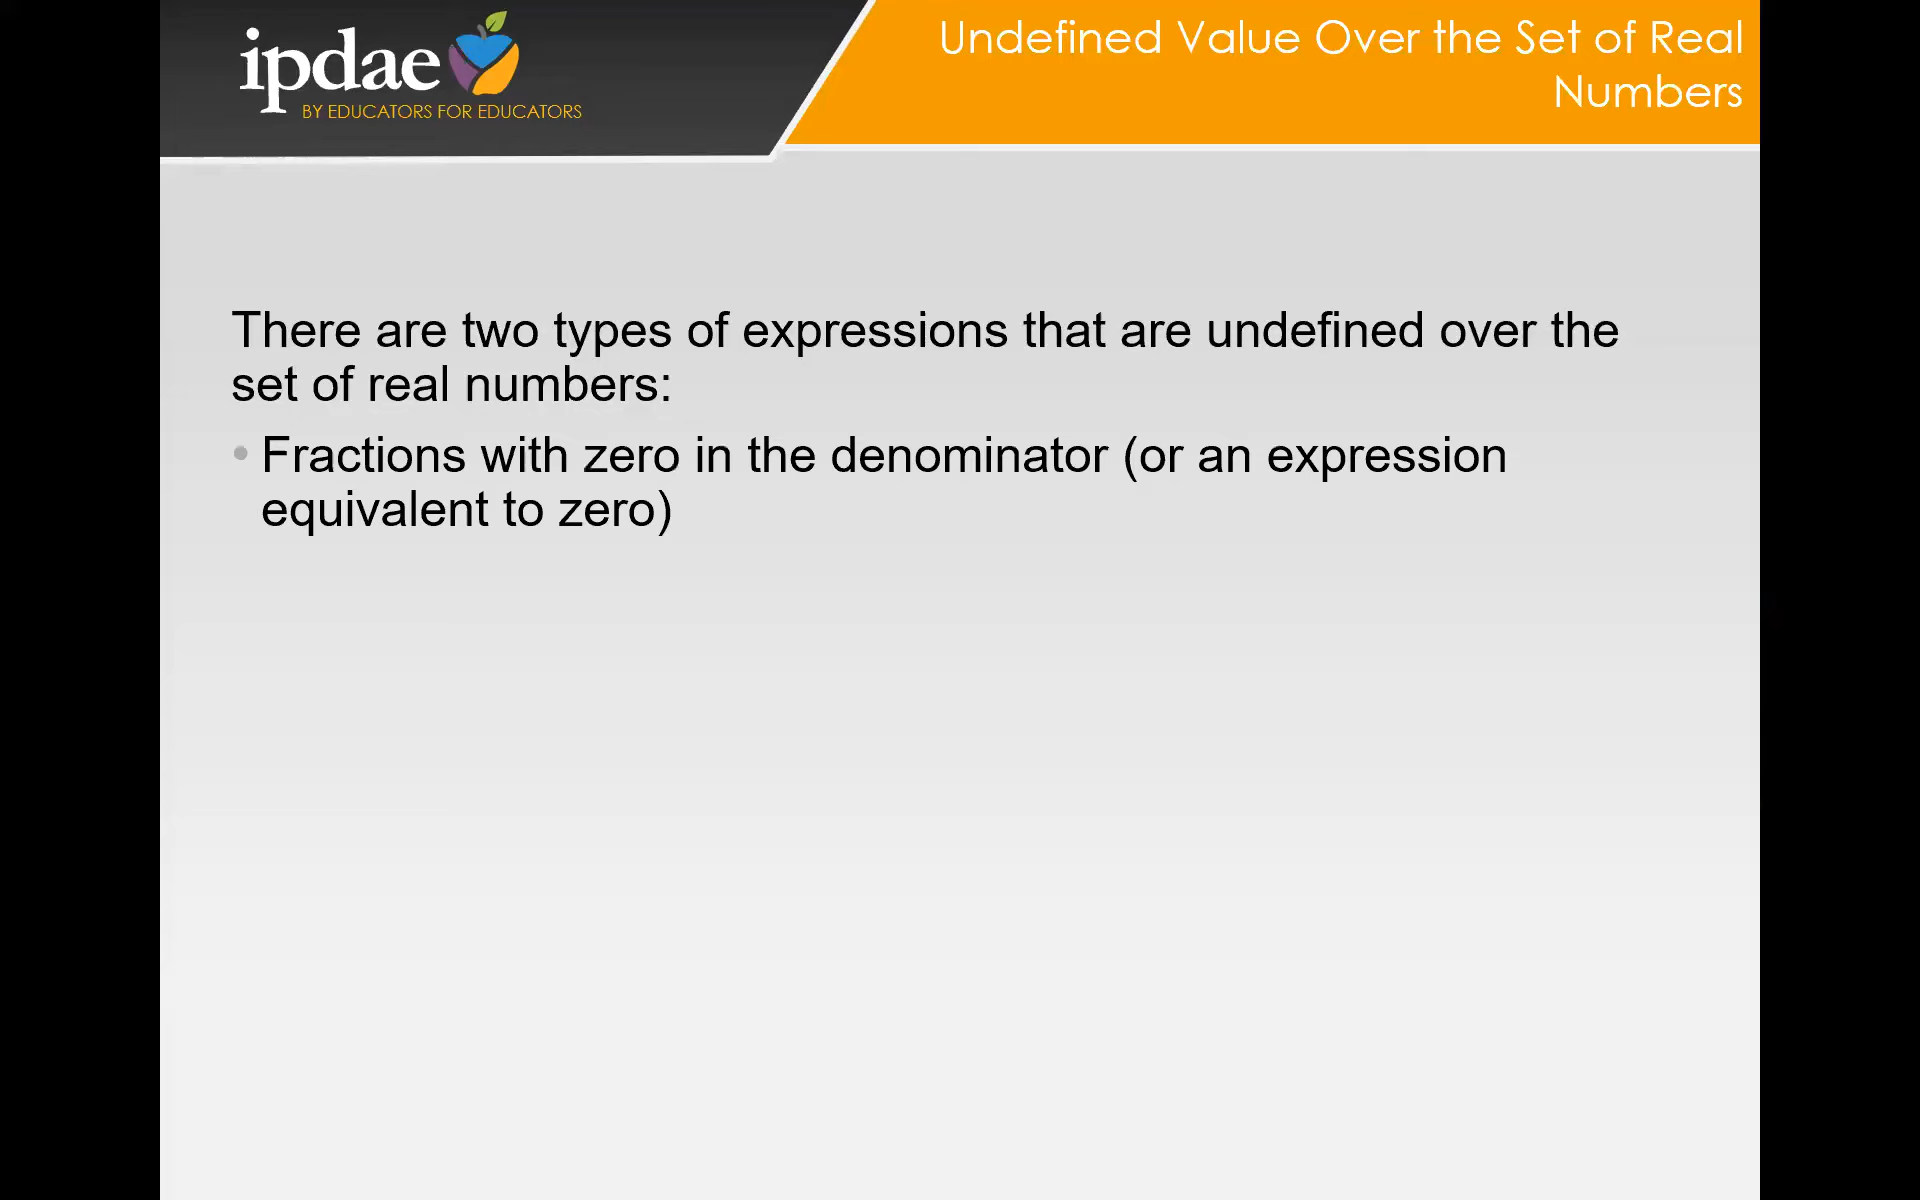 ipdae
BY EDUCATORS FOR EDUCATORS
Undefined Value Over the Set of Real
Numbers
There are two types of expressions that are undefined over the
set of real numbers:
• Fractions with zero in the denominator (or an expression
equivalent to zero)